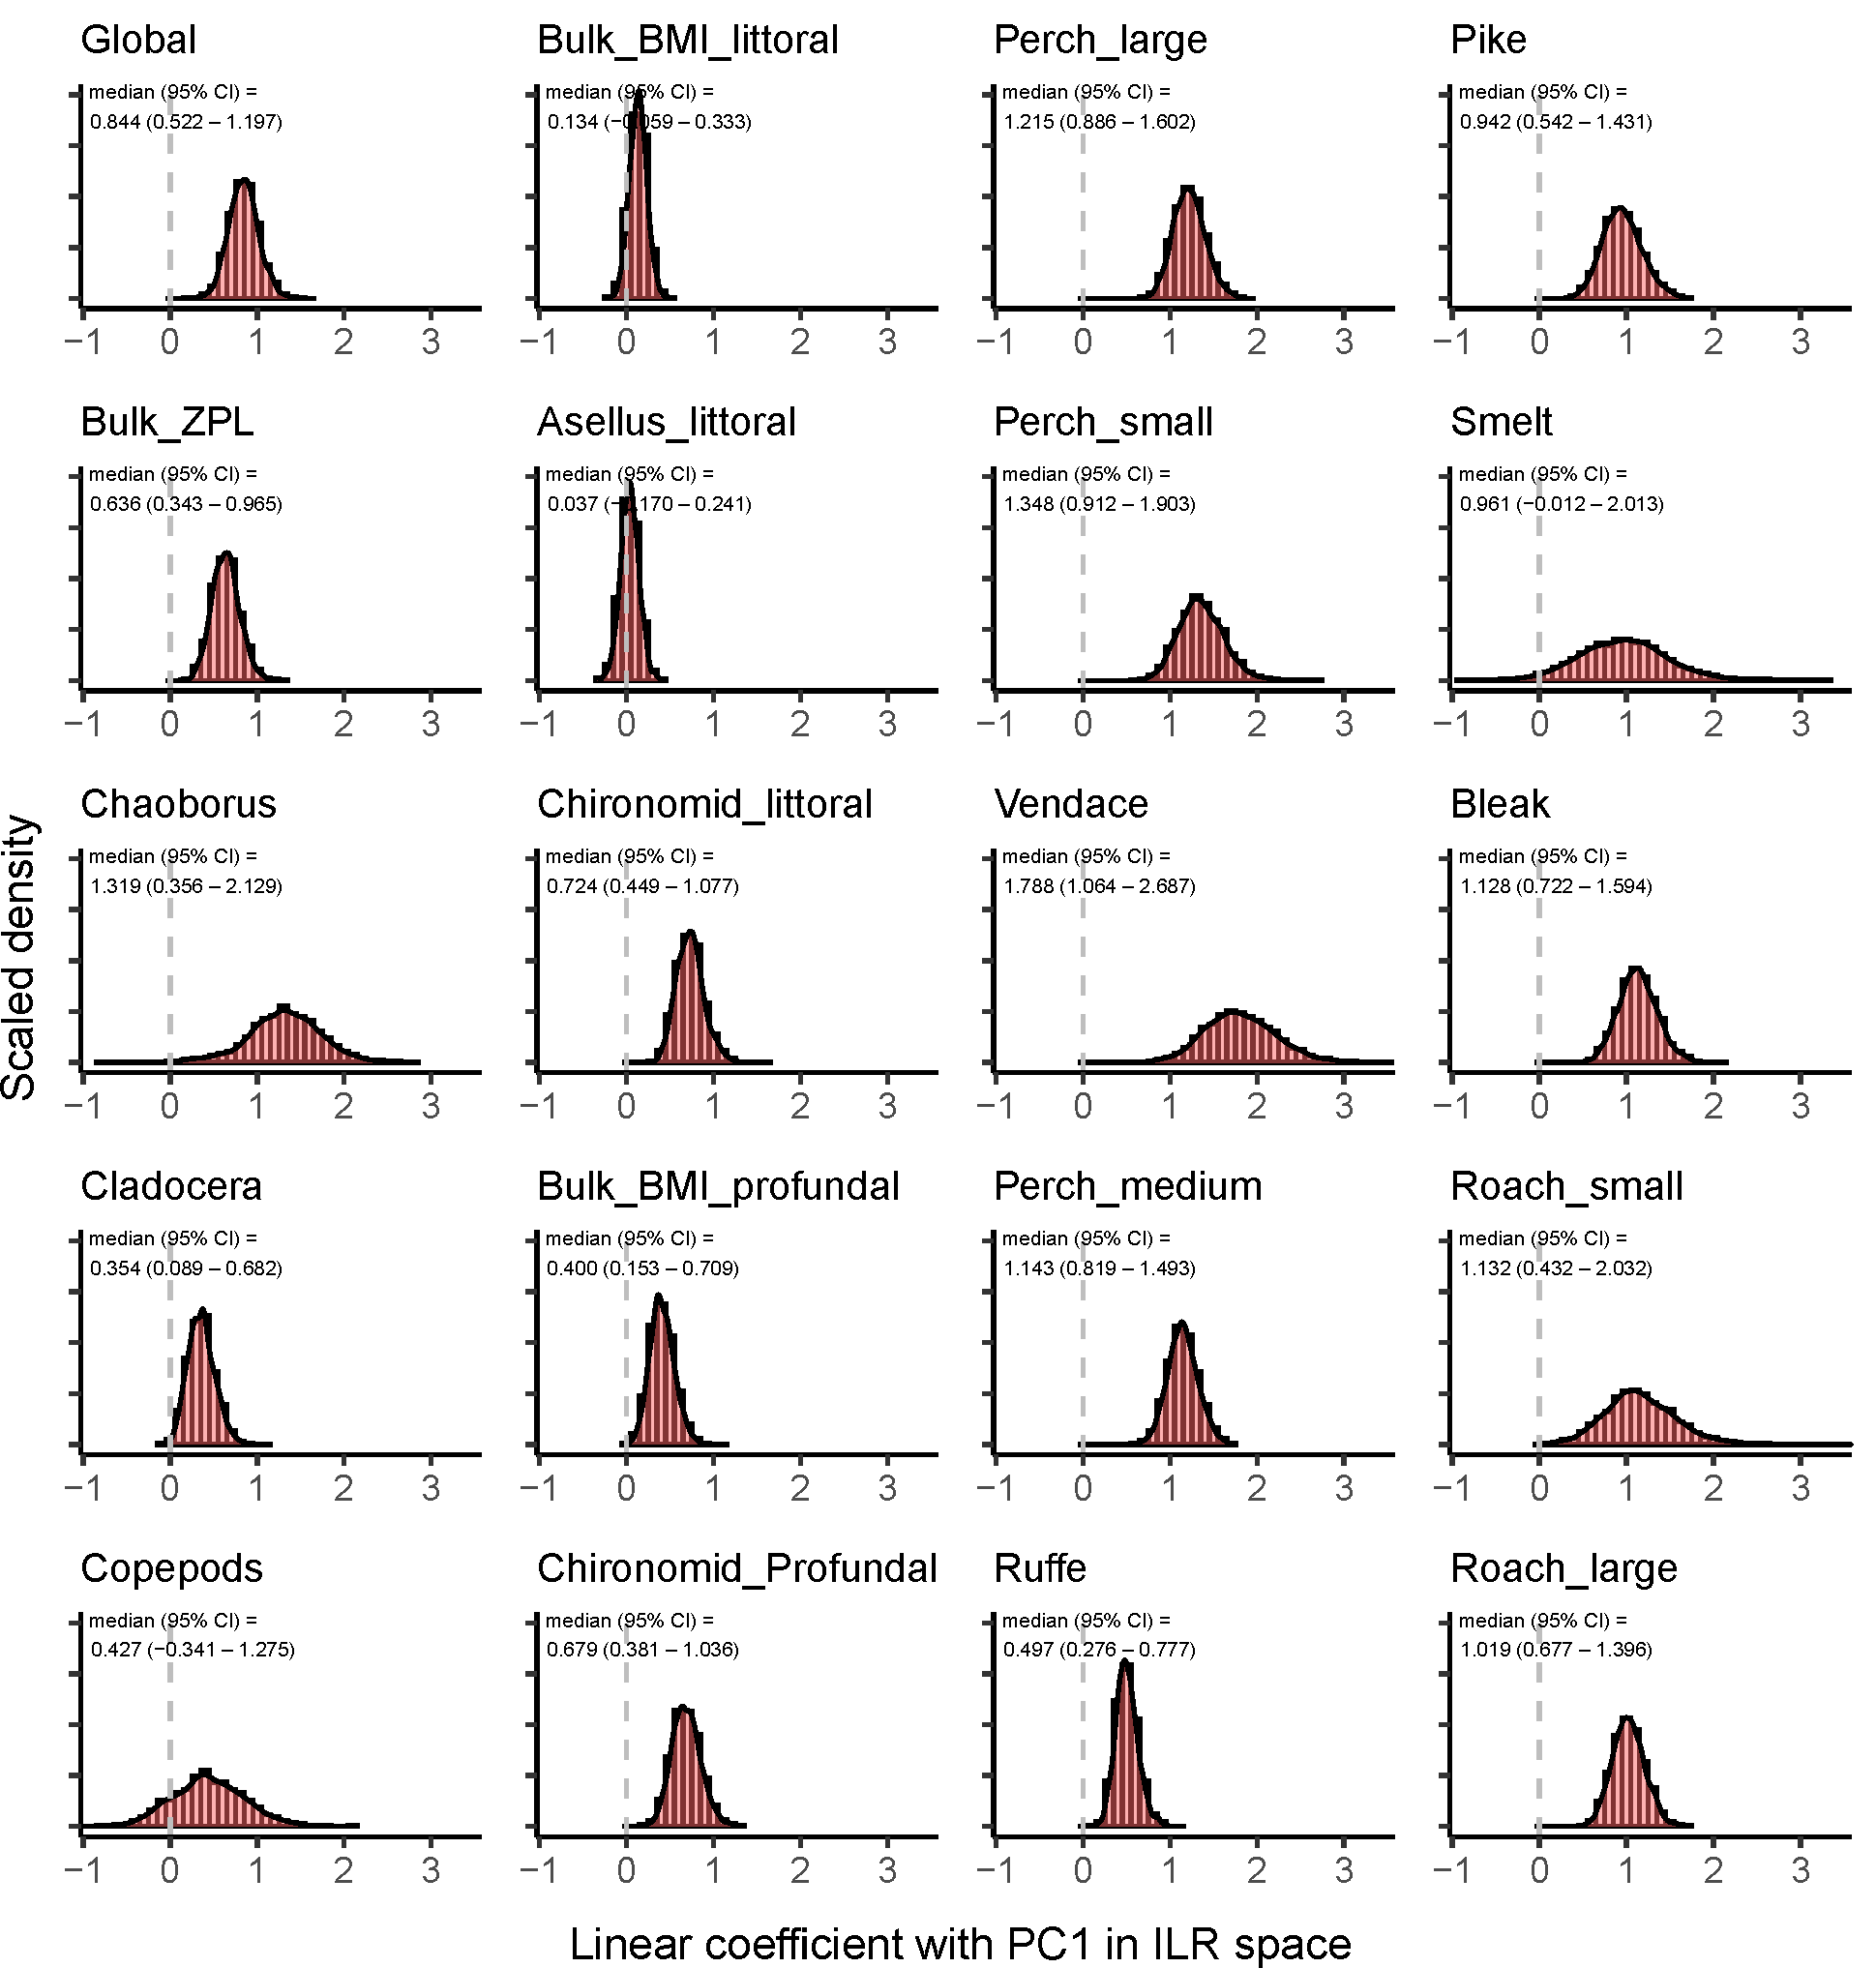 Global
median (95% CI) =
0.844 (0.522 – 1.197)
−1 0 1 2 3
Bulk_BMI_littoral
median (95% CI) =
0.134 (−0.059 – 0.333)
−1 0 1 2 3
Perch_large
median (95% CI) =
1.215 (0.886 – 1.602)
−1 0 1 2 3
Pike
median (95% CI) =
0.942 (0.542 – 1.431)
−1 0 1 2 3
Bulk_ZPL
median (95% CI) =
0.636 (0.343 – 0.965)
−1 0 1 2 3
Asellus_littoral
median (95% CI) =
0.037 (−0.170 – 0.241)
−1 0 1 2 3
Perch_small
median (95% CI) =
1.348 (0.912 – 1.903)
−1 0 1 2 3
Smelt
median (95% CI) =
0.961 (−0.012 – 2.013)
−1 0 1 2 3
Scaled density
Chaoborus
median (95% CI) =
1.319 (0.356 – 2.129)
−1 0 1 2 3
Chironomid_littoral
median (95% CI) =
0.724 (0.449 – 1.077)
−1 0 1 2 3
Vendace
median (95% CI) =
1.788 (1.064 – 2.687)
−1 0 1 2 3
Bleak
median (95% CI) =
1.128 (0.722 – 1.594)
−1 0 1 2 3
Cladocera
median (95% CI) =
0.354 (0.089 – 0.682)
−1 0 1 2 3
Bulk_BMI_profundal
median (95% CI) =
0.400 (0.153 – 0.709)
−1 0 1 2 3
Perch_medium
median (95% CI) =
1.143 (0.819 – 1.493)
−1 0 1 2 3
Roach_small
median (95% CI) =
1.132 (0.432 – 2.032)
−1 0 1 2 3
Copepods
median (95% CI) =
0.427 (−0.341 – 1.275)
−1 0 1 2 3
Chironomid_Profundal
median (95% CI) =
0.679 (0.381 – 1.036)
−1 0 1 2 3
Ruffe
median (95% CI) =
0.497 (0.276 – 0.777)
−1 0 1 2 3
Roach_large
median (95% CI) =
1.019 (0.677 – 1.396)
−1 0 1 2 3
Linear coefficient with PC1 in ILR space